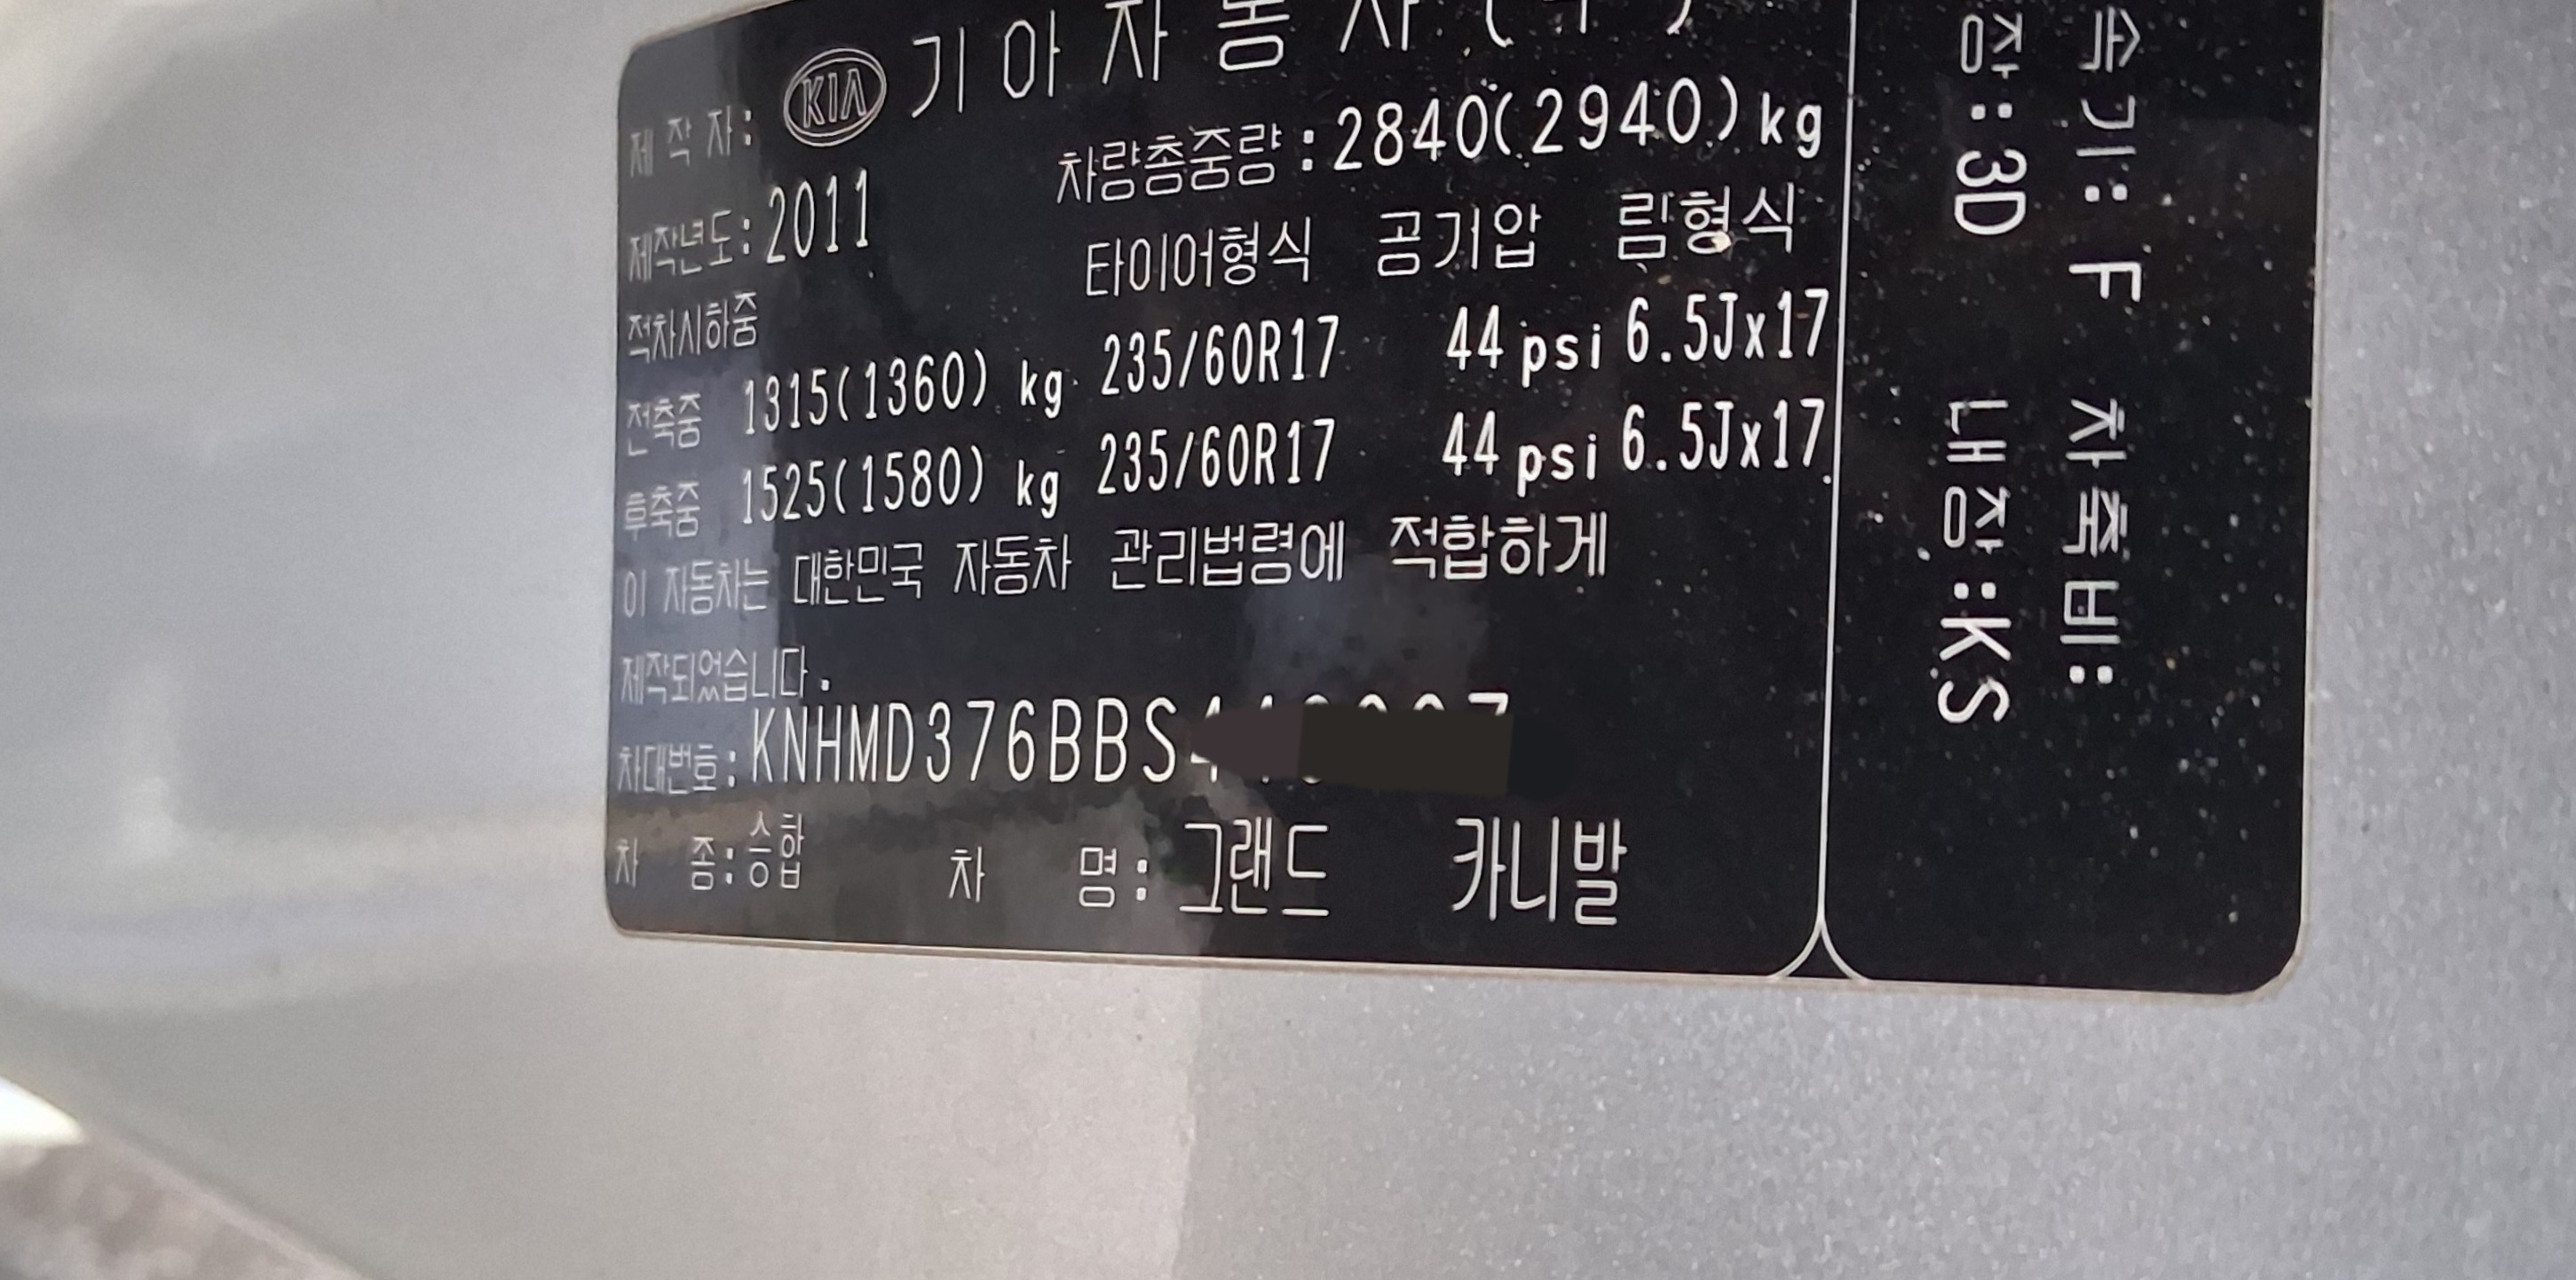 제 작 자: KIA 기 아 자 동 차 ( 주 )
제작년도: 2011 차량총중량: 2840(2940) kg
적차시하중 타이어형식 공기압 림형식
전축중 1315(1360) kg 235/60R17 44 psi 6.5Jx17
후축중 1525(1580) kg 235/60R17 44 psi 6.5Jx17
이 자동차는 대한민국 자동차 관리법령에 적합하게
제작되었습니다.
차대번호: KNHMD376BBS
차 종: 승합 차 명: 그랜드 카니발
속기: F 차축비:
장: 3D 내장: KS